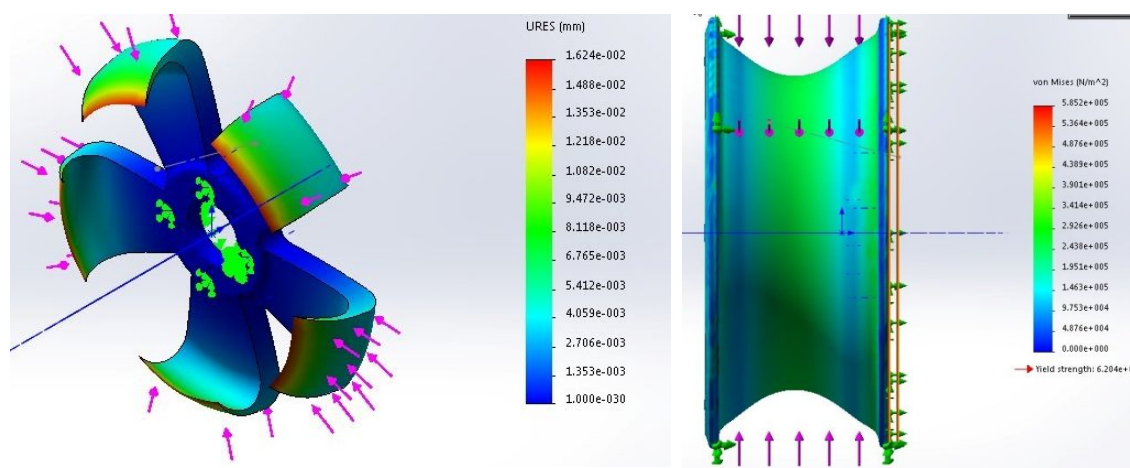 URES (mm)
1.624e-002
1.488e-002
1.353e-002
1.218e-002
1.082e-002
9.472e-003
8.118e-003
6.765e-003
5.412e-003
4.059e-003
2.706e-003
1.353e-003
1.000e-030
von Mises (N/m^2)
5.852e+005
5.364e+005
4.876e+005
4.389e+005
3.901e+005
3.414e+005
2.926e+005
2.438e+005
1.951e+005
1.463e+005
9.753e+004
4.876e+004
0.000e+000
Yield strength: 6.204e+